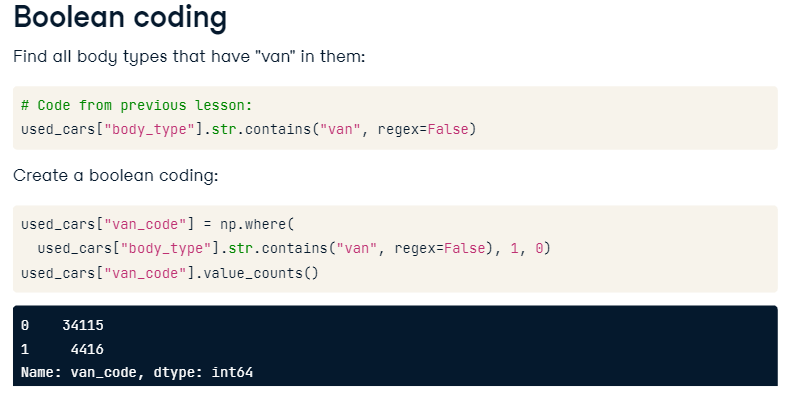 Boolean coding
Find all body types that have "van" in them:
# Code from previous lesson:
used_cars["body_type"].str.contains("van", regex=False)
Create a boolean coding:
used_cars["van_code"] = np.where(
  used_cars["body_type"].str.contains("van", regex=False), 1, 0)
used_cars["van_code"].value_counts()
0    34115
1     4416
Name: van_code, dtype: int64